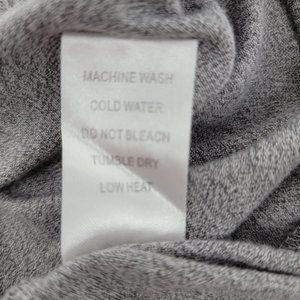 MACHINE WASH
COLD WATER
DO NOT BLEACH
TUMBLE DRY
LOW HEAT